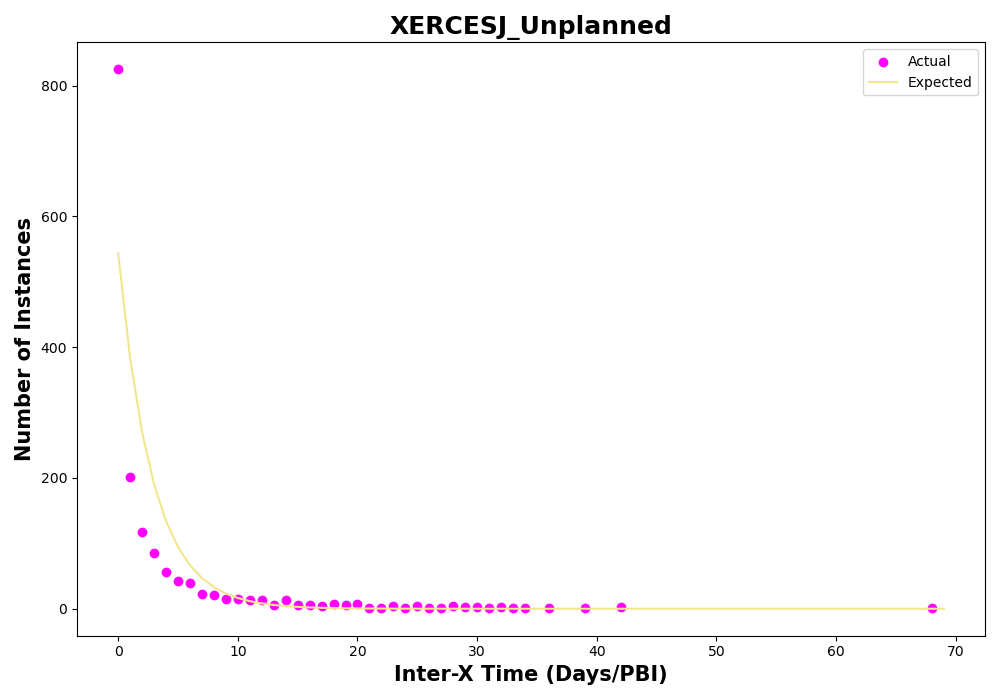 XERCESJ_Unplanned
Actual
Expected
Number of Instances
800
600
400
200
0
0 10 20 30 40 50 60 70
Inter-X Time (Days/PBI)